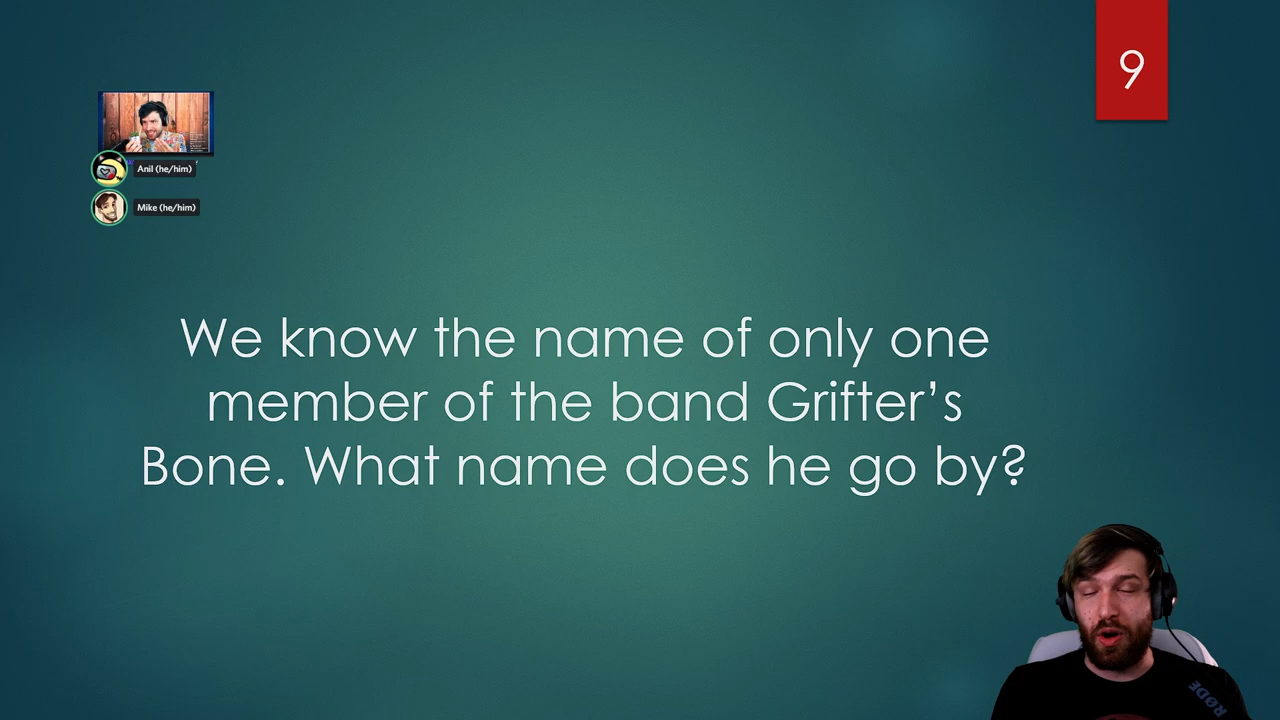 9
Anil (he/him)
Mike (he/him)
We know the name of only one
member of the band Grifter’s
Bone. What name does he go by?
RØDE